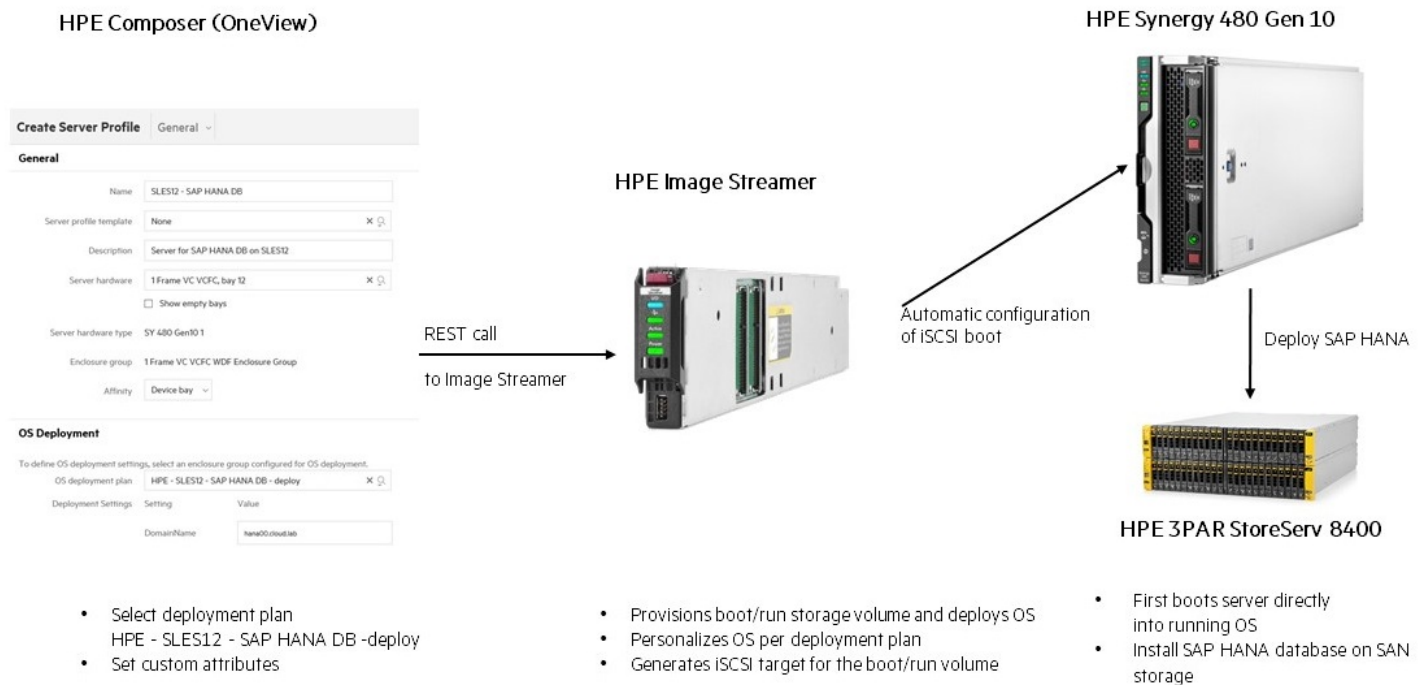 HPE Composer (OneView)
HPE Synergy 480 Gen 10
Create Server Profile General
General
Name SLES12 - SAP HANA DB
Server profile template None
Description Server for SAP HANA DB on SLES12
Server hardware 1 Frame VC VCFC, bay 12
Show empty bays
Server hardware type SY 480 Gen10 1
Enclosure group 1 Frame VC VCFC WDF Enclosure Group
Affinity Device bay
OS Deployment
To define OS deployment settings, select an enclosure group configured for OS deployment.
OS deployment plan HPE - SLES12 - SAP HANA DB - deploy
Deployment Settings Setting Value
DomainName hana00.cloud.lab
REST call
to Image Streamer
HPE Image Streamer
Automatic configuration
of iSCSI boot
Deploy SAP HANA
HPE 3PAR StoreServ 8400
• Select deployment plan
HPE - SLES12 - SAP HANA DB -deploy
• Set custom attributes
• Provisions boot/run storage volume and deploys OS
• Personalizes OS per deployment plan
• Generates iSCSI target for the boot/run volume
• First boots server directly
into running OS
• Install SAP HANA database on SAN
storage